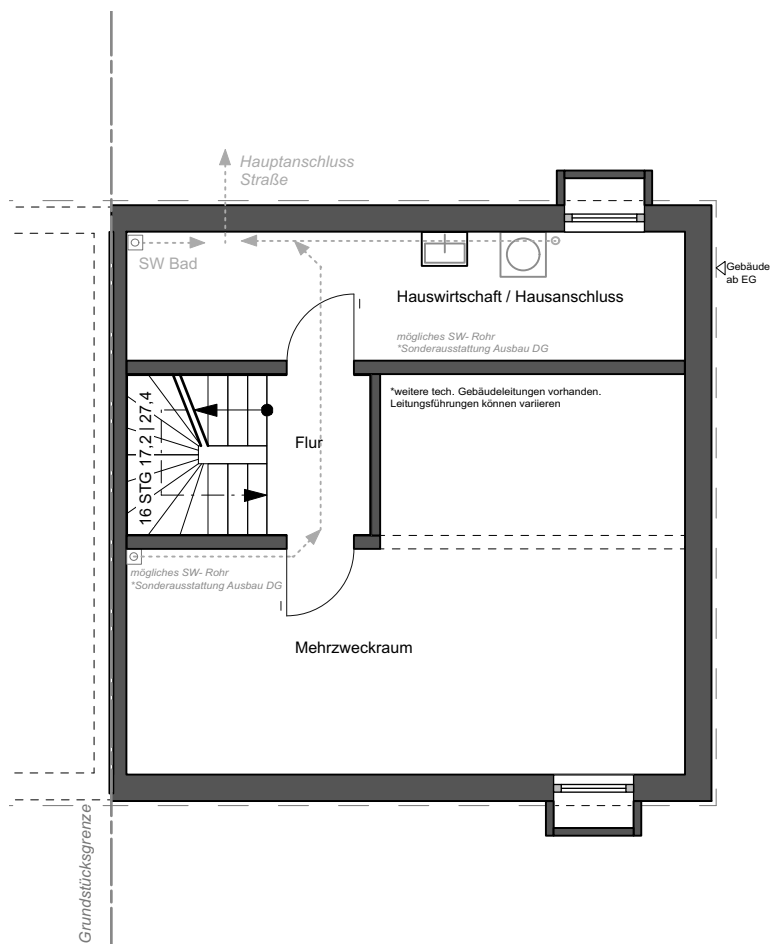 Hauptanschluss
Straße
SW Bad
Gebäude
ab EG
Hauswirtschaft / Hausanschluss
mögliches SW- Rohr
*Sonderausstattung Ausbau DG
*weitere tech. Gebäudeleitungen vorhanden.
Leitungsführungen können variieren
16 STG 17,2 | 27,4
Flur
mögliches SW- Rohr
*Sonderausstattung Ausbau DG
Mehrzweckraum
Grundstücksgrenze